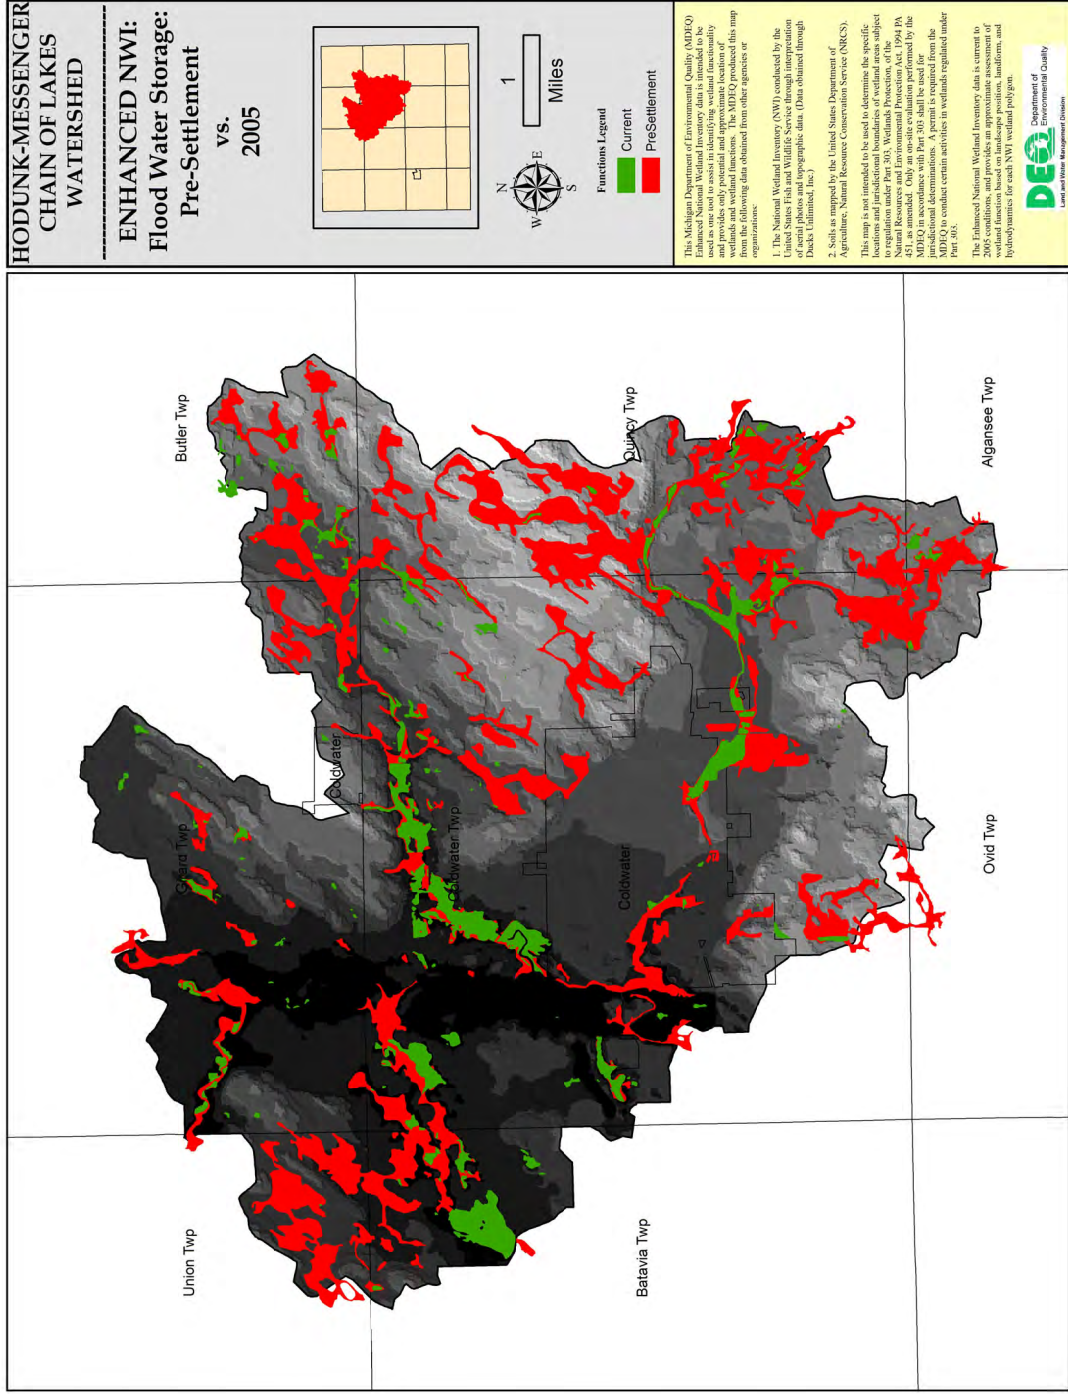 HODUNK-MESSENGER
CHAIN OF LAKES
WATERSHED
ENHANCED NWI:
Flood Water Storage:
Pre-Settlement
vs.
2005
N
W
E
S
1
Miles
Functions Legend
Current
PreSettlement
This Michigan Department of Environmental Quality (MDEQ)
Enhanced National Wetland Inventory data is intended to be
used as one tool to assist in identifying wetland functionality
and provides only potential and approximate location of
wetlands and wetland functions. The MDEQ produced this map
from the following data obtained from other agencies or
organizations:
1. The National Wetland Inventory (NWI) conducted by the
United States Fish and Wildlife Service through interpretation
of aerial photos and topographic data. (Data obtained through
Ducks Unlimited, Inc.)
2. Soils as mapped by the United States Department of
Agriculture, Natural Resource Conservation Service (NRCS).
This map is not intended to be used to determine the specific
locations and jurisdictional boundaries of wetland areas subject
to regulation under Part 303, Wetlands Protection, of the
Natural Resources and Environmental Protection Act, 1994 PA
451, as amended. Only an on-site evaluation performed by the
MDEQ in accordance with Part 303 shall be used for
jurisdictional determinations. A permit is required from the
MDEQ to conduct certain activities in wetlands regulated under
Part 303.
The Enhanced National Wetland Inventory data is current to
2005 conditions, and provides an approximate assessment of
wetland function based on landscape position, landform, and
hydrodynamics for each NWI wetland polygon.
DEQ
Department of
Environmental Quality
Land and Water Management Division
Union Twp
Girard Twp
Butler Twp
Coldwater
Coldwater Twp
Batavia Twp
Coldwater
Quincy Twp
Ovid Twp
Algansee Twp